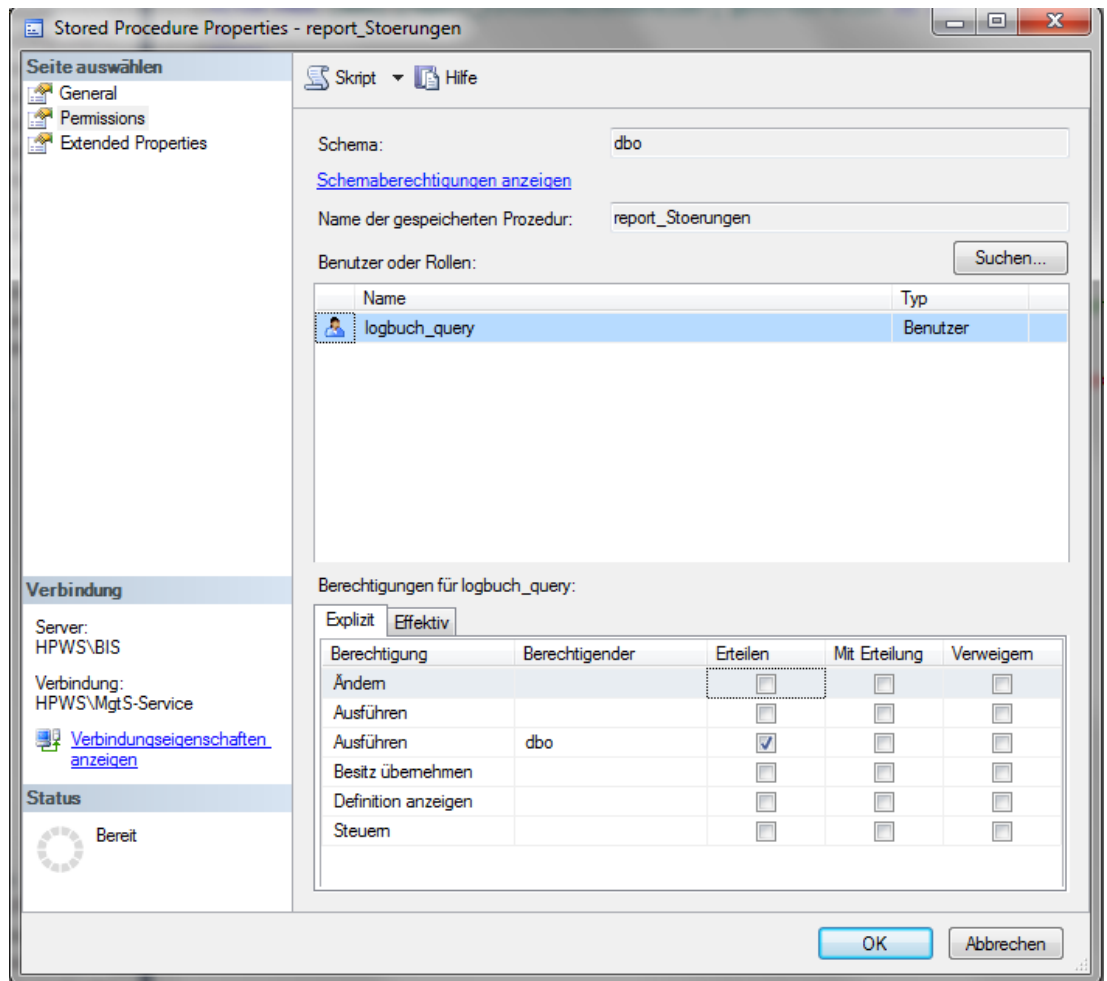 Stored Procedure Properties - report_Stoerungen
Seite auswählen
General
Permissions
Extended Properties
Skript
Hilfe
Schema:
dbo
Schemaberechtigungen anzeigen
Name der gespeicherten Prozedur:
report_Stoerungen
Benutzer oder Rollen:
Suchen...
Name Typ
logbuch_query Benutzer
Berechtigungen für logbuch_query:
Explizit Effektiv
Berechtigung Berechtigender Erteilen Mit Erteilung Verweigern
Ändern
Ausführen
Ausführen dbo
Besitz übernehmen
Definition anzeigen
Steuern
Verbindung
Server:
HPWS\BIS
Verbindung:
HPWS\MgtS-Service
Verbindungseigenschaften
anzeigen
Status
Bereit
OK
Abbrechen